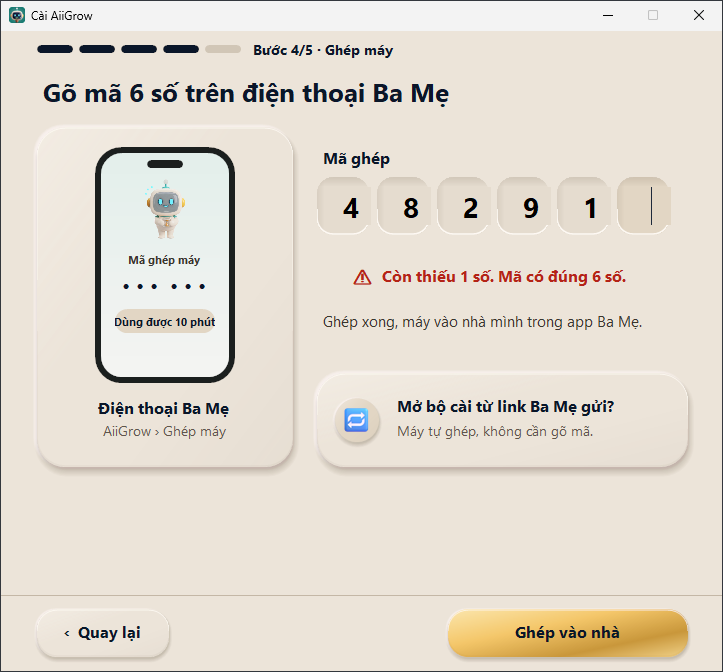 Cài AiiGrow
Bước 4/5 · Ghép máy
Gõ mã 6 số trên điện thoại Ba Mẹ
Mã ghép máy
••• •••
Dùng được 10 phút
Điện thoại Ba Mẹ
AiiGrow › Ghép máy
Mã ghép
4 8 2 9 1
Còn thiếu 1 số. Mã có đúng 6 số.
Ghép xong, máy vào nhà mình trong app Ba Mẹ.
Mở bộ cài từ link Ba Mẹ gửi?
Máy tự ghép, không cần gõ mã.
‹ Quay lại
Ghép vào nhà